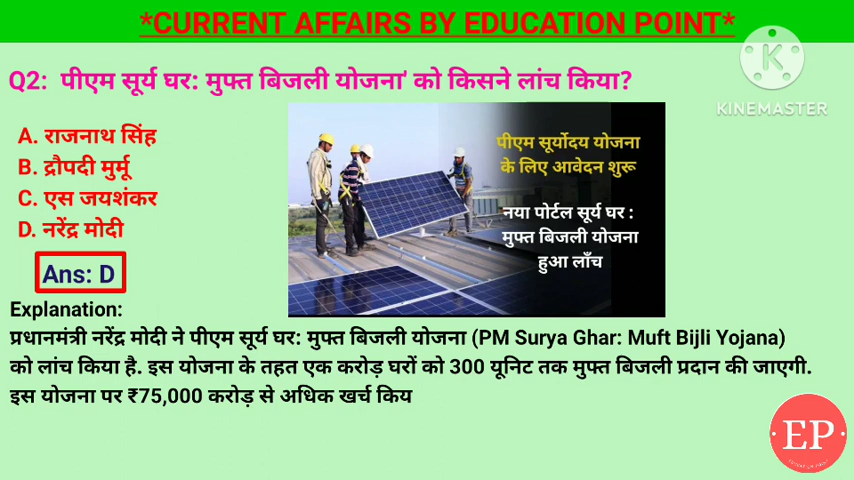 *CURRENT AFFAIRS BY EDUCATION POINT*
KINEMASTER
Q2: पीएम सूर्य घर: मुफ्त बिजली योजना' को किसने लांच किया?
A. राजनाथ सिंह
B. द्रौपदी मुर्मू
C. एस जयशंकर
D. नरेंद्र मोदी
पीएम सूर्योदय योजना
के लिए आवेदन शुरू
नया पोर्टल सूर्य घर :
मुफ्त बिजली योजना
हुआ लॉंच
Ans: D
Explanation:
प्रधानमंत्री नरेंद्र मोदी ने पीएम सूर्य घर: मुफ्त बिजली योजना (PM Surya Ghar: Muft Bijli Yojana)
को लांच किया है. इस योजना के तहत एक करोड़ घरों को 300 यूनिट तक मुफ्त बिजली प्रदान की जाएगी.
इस योजना पर ₹75,000 करोड़ से अधिक खर्च किय
EP